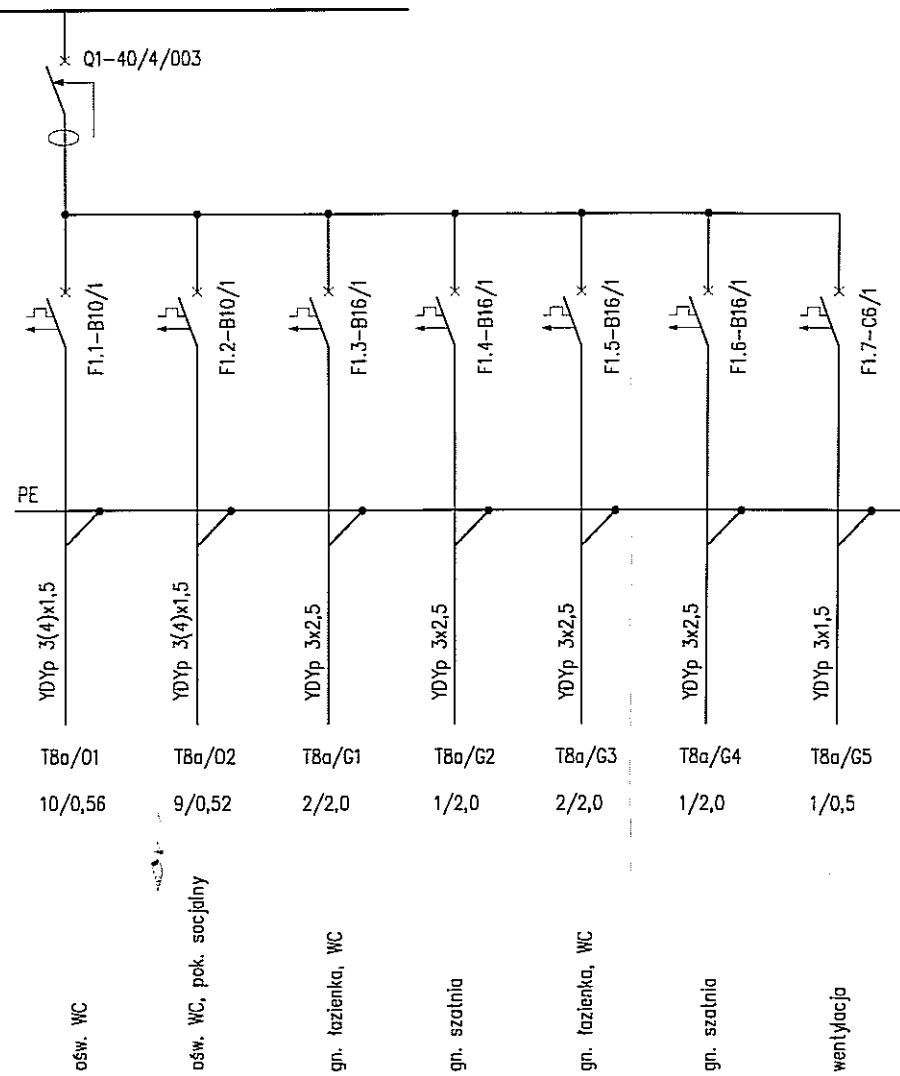 Q1-40/4/003
F1.1-B10/1
F1.2-B10/1
F1.3-B16/1
F1.4-B16/1
F1.5-B16/1
F1.6-B16/1
F1.7-C6/1
PE
YDYp 3(4)x1,5
YDYp 3(4)x1,5
YDYp 3x2,5
YDYp 3x2,5
YDYp 3x2,5
YDYp 3x2,5
YDYp 3x1,5
T8a/O1 T8a/O2 T8a/G1 T8a/G2 T8a/G3 T8a/G4 T8a/G5
10/0,56 9/0,52 2/2,0 1/2,0 2/2,0 1/2,0 1/0,5
ośw. WC
ośw. WC, pok. socjalny
gn. łazienka, WC
gn. szatnia
gn. łazienka, WC
gn. szatnia
wentylacja